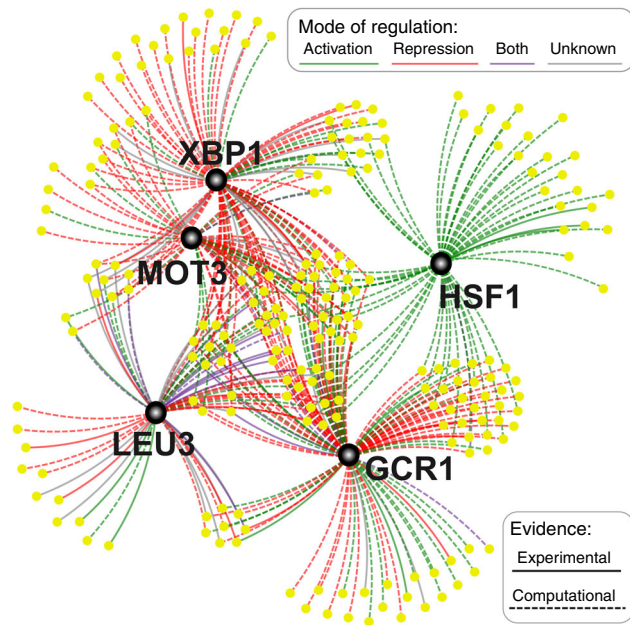 Mode of regulation:
Activation Repression Both Unknown
XBP1
MOT3
HSF1
LEU3
GCR1
Evidence:
Experimental
Computational